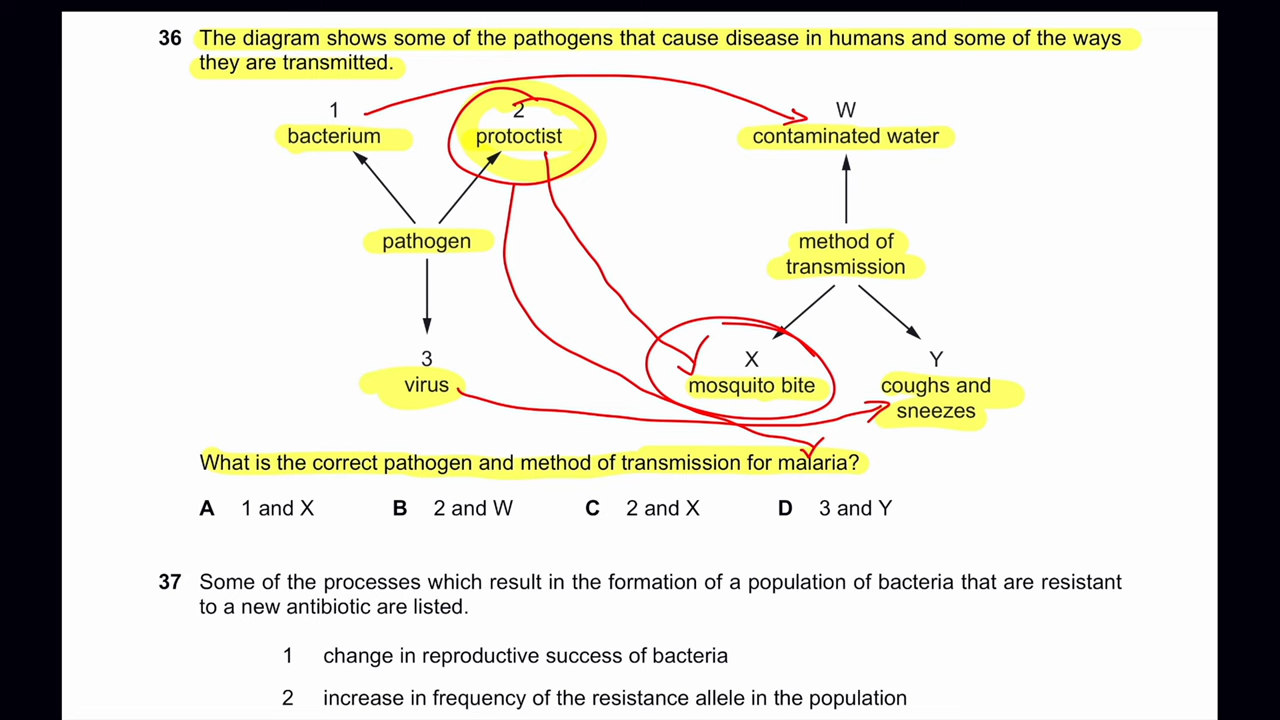 36 The diagram shows some of the pathogens that cause disease in humans and some of the ways
they are transmitted.
1 2 W
bacterium protoctist contaminated water
pathogen method of
transmission
3 X Y
virus mosquito bite coughs and
sneezes
What is the correct pathogen and method of transmission for malaria?
A 1 and X B 2 and W C 2 and X D 3 and Y
37 Some of the processes which result in the formation of a population of bacteria that are resistant
to a new antibiotic are listed.
1 change in reproductive success of bacteria
2 increase in frequency of the resistance allele in the population